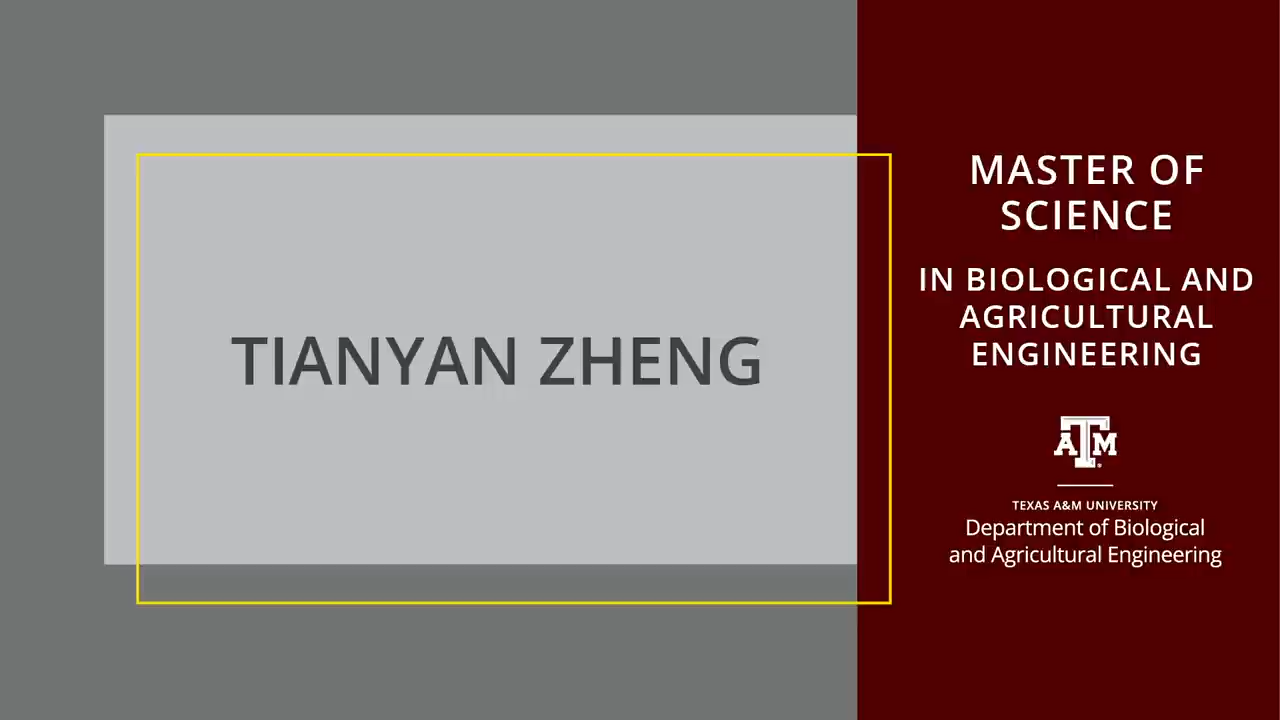 TIANYAN ZHENG
MASTER OF
SCIENCE
IN BIOLOGICAL AND
AGRICULTURAL
ENGINEERING
ATM
TEXAS A&M UNIVERSITY
Department of Biological
and Agricultural Engineering